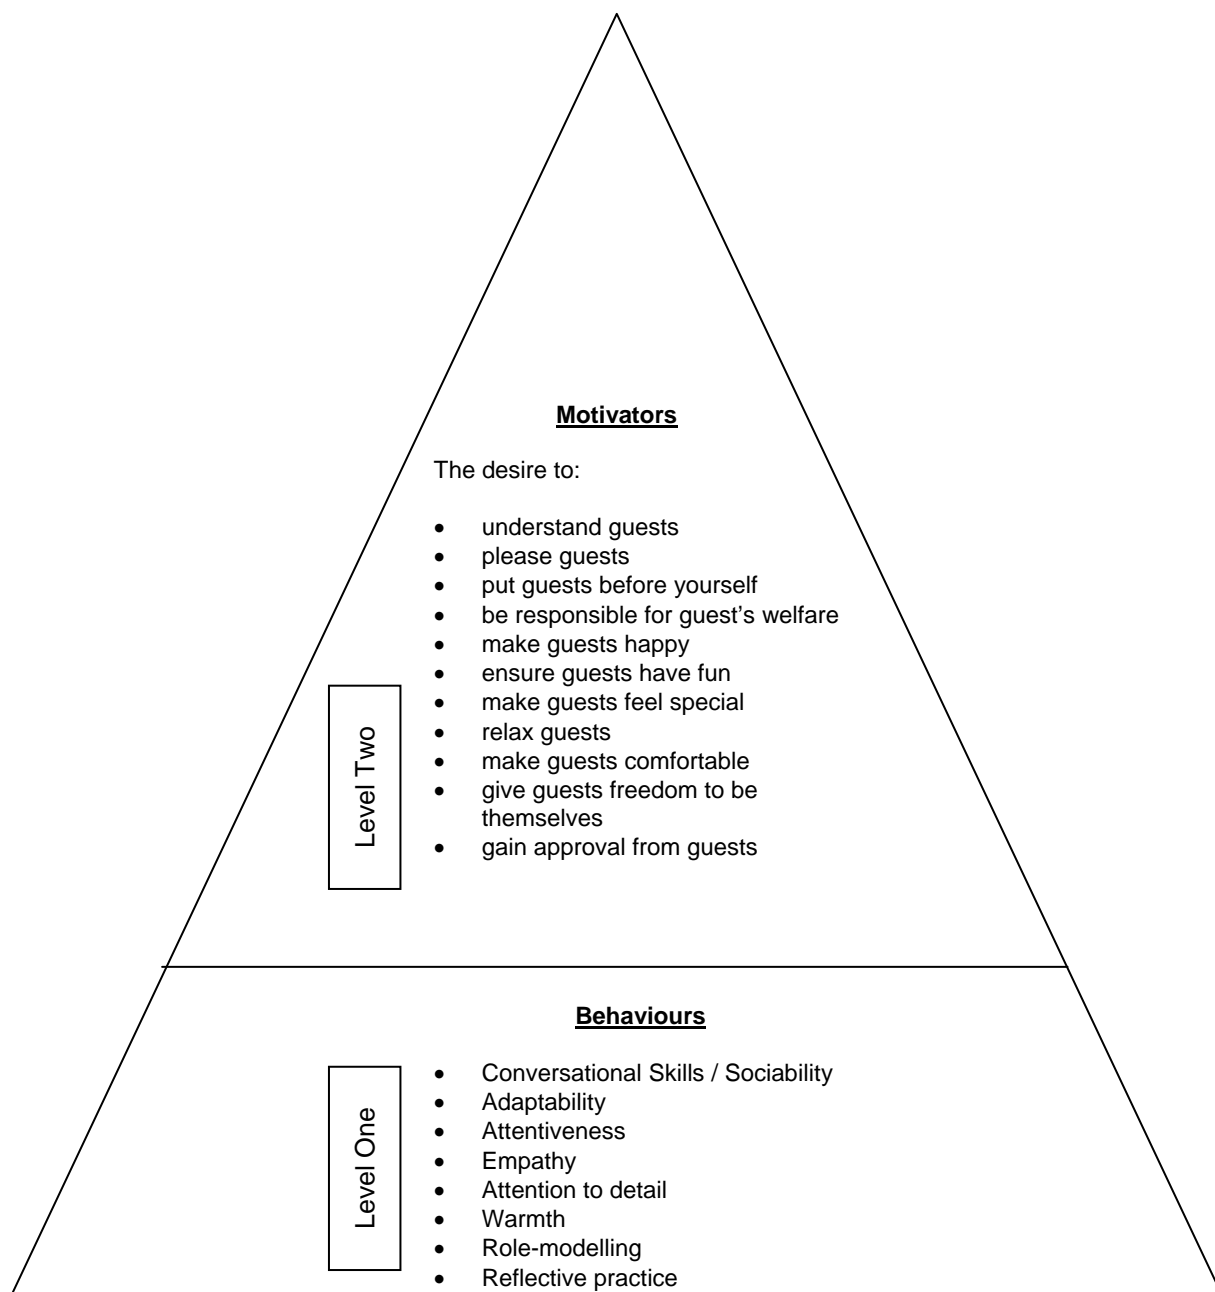 Motivators
The desire to:
• understand guests
• please guests
• put guests before yourself
• be responsible for guest's welfare
• make guests happy
• ensure guests have fun
• make guests feel special
• relax guests
• make guests comfortable
• give guests freedom to be
themselves
• gain approval from guests
Level Two
Behaviours
• Conversational Skills / Sociability
• Adaptability
• Attentiveness
• Empathy
• Attention to detail
• Warmth
• Role-modelling
• Reflective practice
Level One